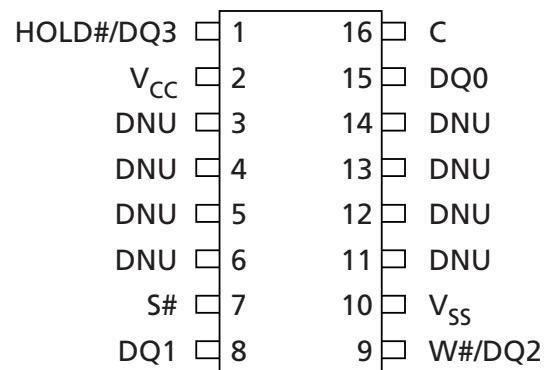 HOLD#/DQ3 1 16 C
VCC 2 15 DQ0
DNU 3 14 DNU
DNU 4 13 DNU
DNU 5 12 DNU
DNU 6 11 DNU
S# 7 10 VSS
DQ1 8 9 W#/DQ2